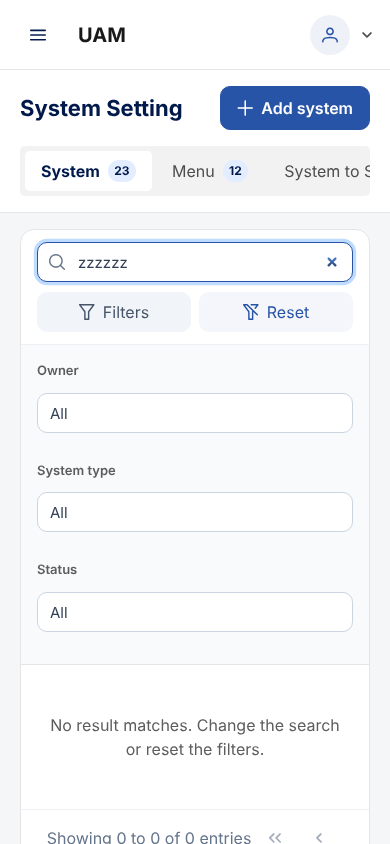 UAM
System Setting
Add system
System 23
Menu 12
System to S
zzzzzz
Filters
Reset
Owner
All
System type
All
Status
All
No result matches. Change the search
or reset the filters.
Showing 0 to 0 of 0 entries